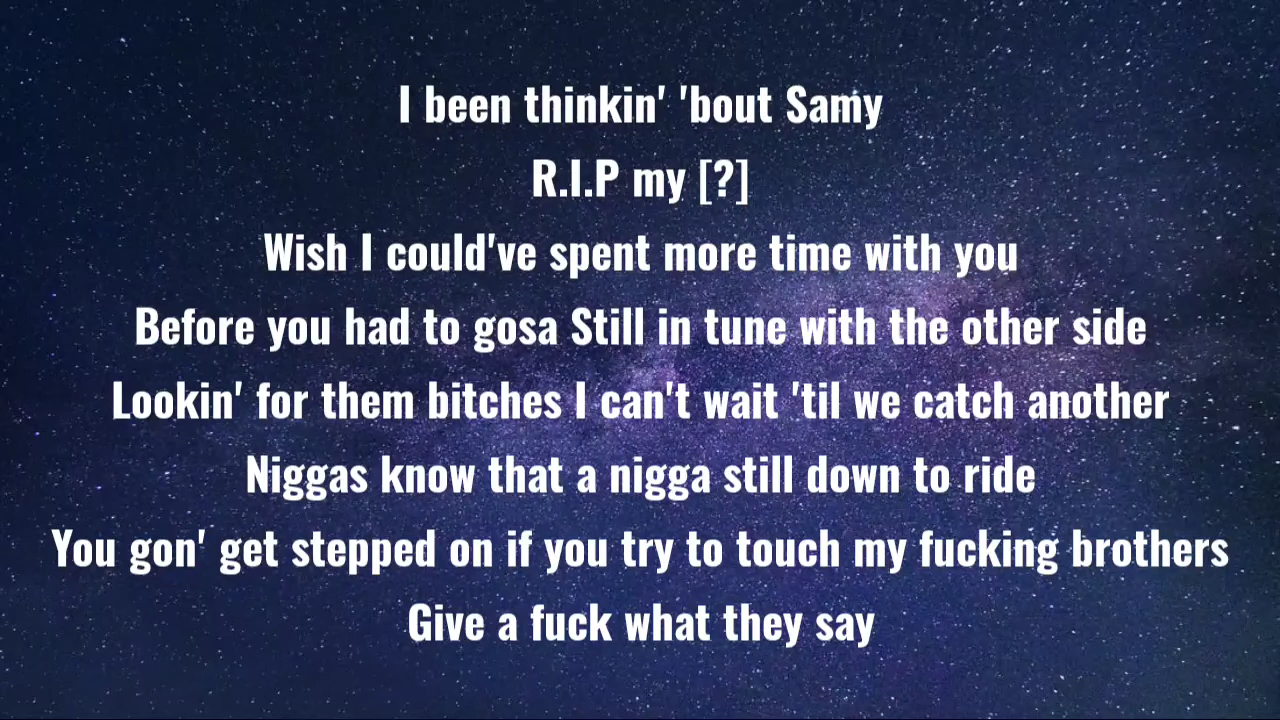 I been thinkin' 'bout Samy
R.I.P my [?]
Wish I could've spent more time with you
Before you had to gosa Still in tune with the other side
Lookin' for them bitches I can't wait 'til we catch another
Niggas know that a nigga still down to ride
You gon' get stepped on if you try to touch my fucking brothers
Give a fuck what they say